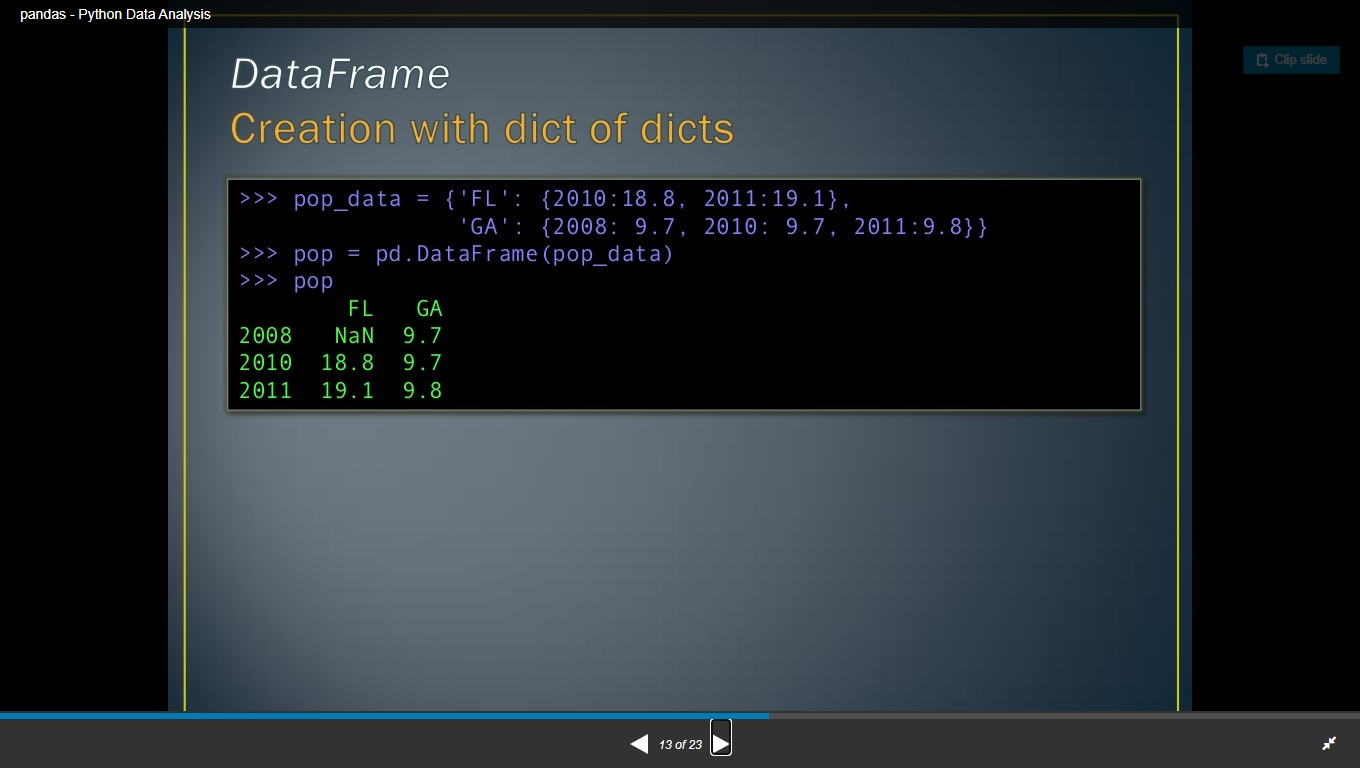 pandas - Python Data Analysis
Clip slide
DataFrame
Creation with dict of dicts
>>> pop_data = {'FL': {2010:18.8, 2011:19.1},
                'GA': {2008: 9.7, 2010: 9.7, 2011:9.8}}
>>> pop = pd.DataFrame(pop_data)
>>> pop
        FL   GA
2008   NaN  9.7
2010  18.8  9.7
2011  19.1  9.8
13 of 23